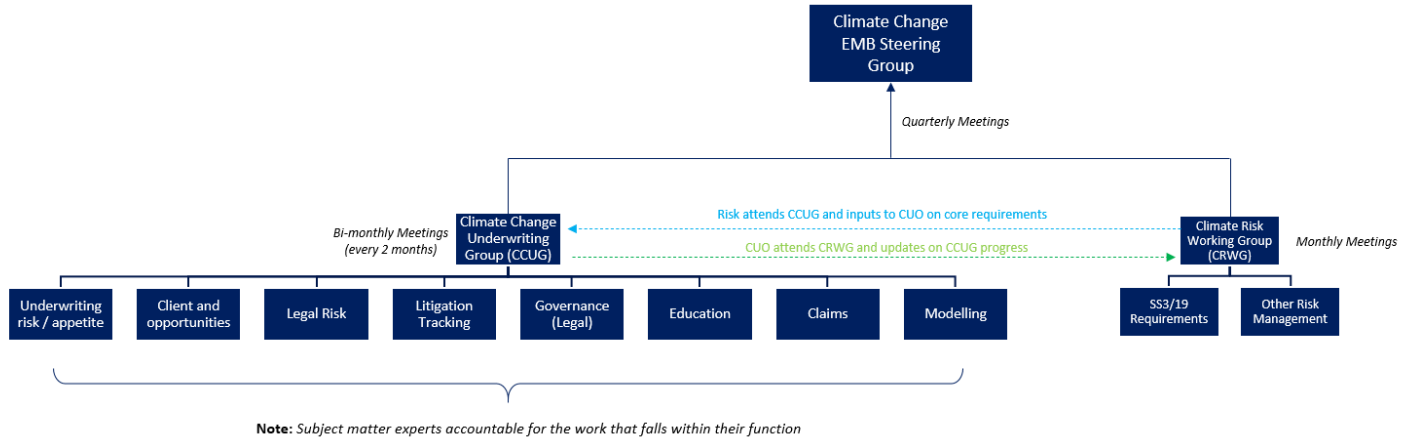 Climate Change
EMB Steering
Group
Quarterly Meetings
Risk attends CCUG and inputs to CUO on core requirements
Bi-monthly Meetings
(every 2 months)
Climate Change
Underwriting
Group (CCUG)
CUO attends CRWG and updates on CCUG progress
Climate Risk
Working Group
(CRWG)
Monthly Meetings
Underwriting
risk / appetite
Client and
opportunities
Legal Risk
Litigation
Tracking
Governance
(Legal)
Education
Claims
Modelling
SS3/19
Requirements
Other Risk
Management
Note: Subject matter experts accountable for the work that falls within their function